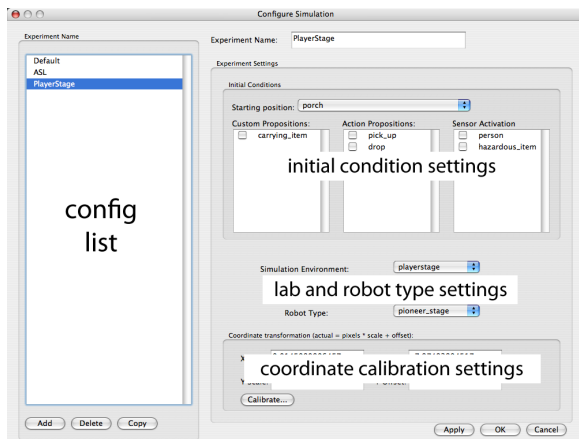 Configure Simulation
Experiment Name
Default
ASL
PlayerStage
config
list
Add
Delete
Copy
Experiment Name:
PlayerStage
Experiment Settings
Initial Conditions
Starting position:
porch
Custom Propositions:
Action Propositions:
Sensor Activation
carrying_item
pick_up
person
drop
hazardous_item
initial condition settings
Simulation Environment:
playerstage
lab and robot type settings
Robot Type:
pioneer_stage
Coordinate transformation (actual = pixels * scale + offset):
coordinate calibration settings
Calibrate...
Apply
OK
Cancel